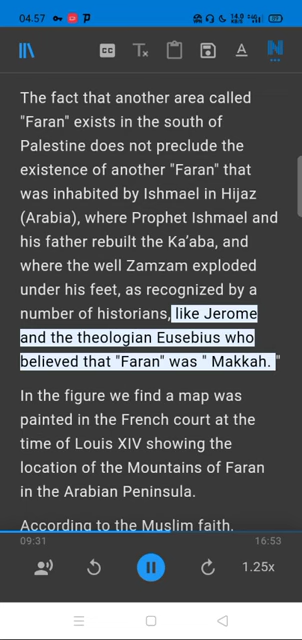 04.57
The fact that another area called
"Faran" exists in the south of
Palestine does not preclude the
existence of another "Faran" that
was inhabited by Ishmael in Hijaz
(Arabia), where Prophet Ishmael and
his father rebuilt the Ka'aba, and
where the well Zamzam exploded
under his feet, as recognized by a
number of historians, like Jerome
and the theologian Eusebius who
believed that "Faran" was " Makkah. "
In the figure we find a map was
painted in the French court at the
time of Louis XIV showing the
location of the Mountains of Faran
in the Arabian Peninsula.
According to the Muslim faith,
09:31 16:53
1.25x